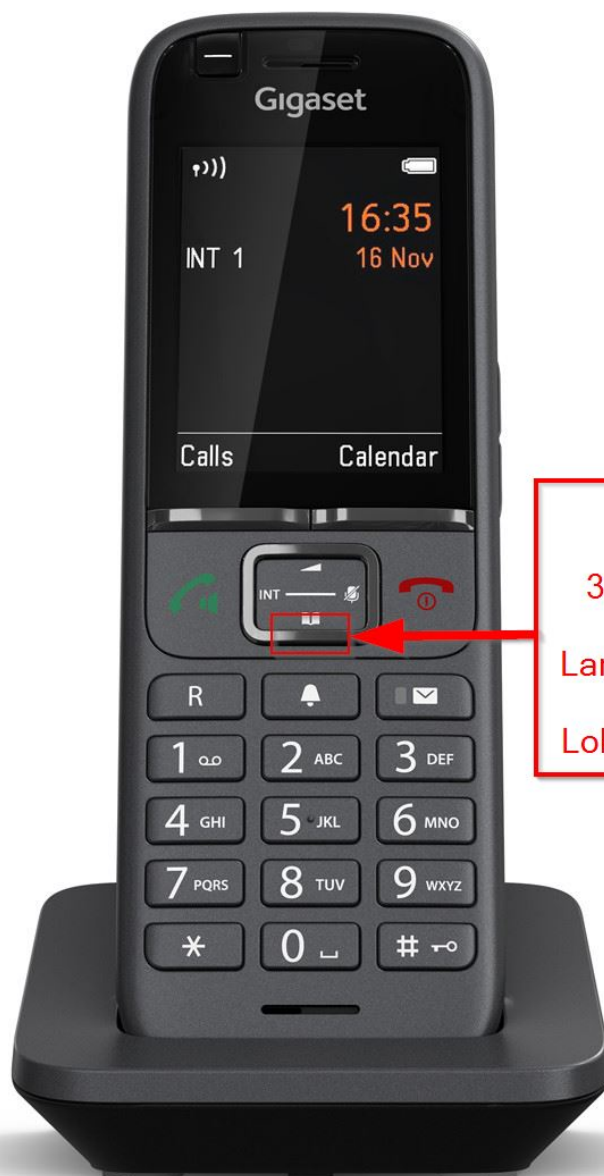 Gigaset
16:35
INT 1 16 Nov
Calls Calendar
INT
3
R
1
2 ABC
3 DEF
4 GHI
5 JKL
6 MNO
7 PQRS
8 TUV
9 WXYZ
*
0
#